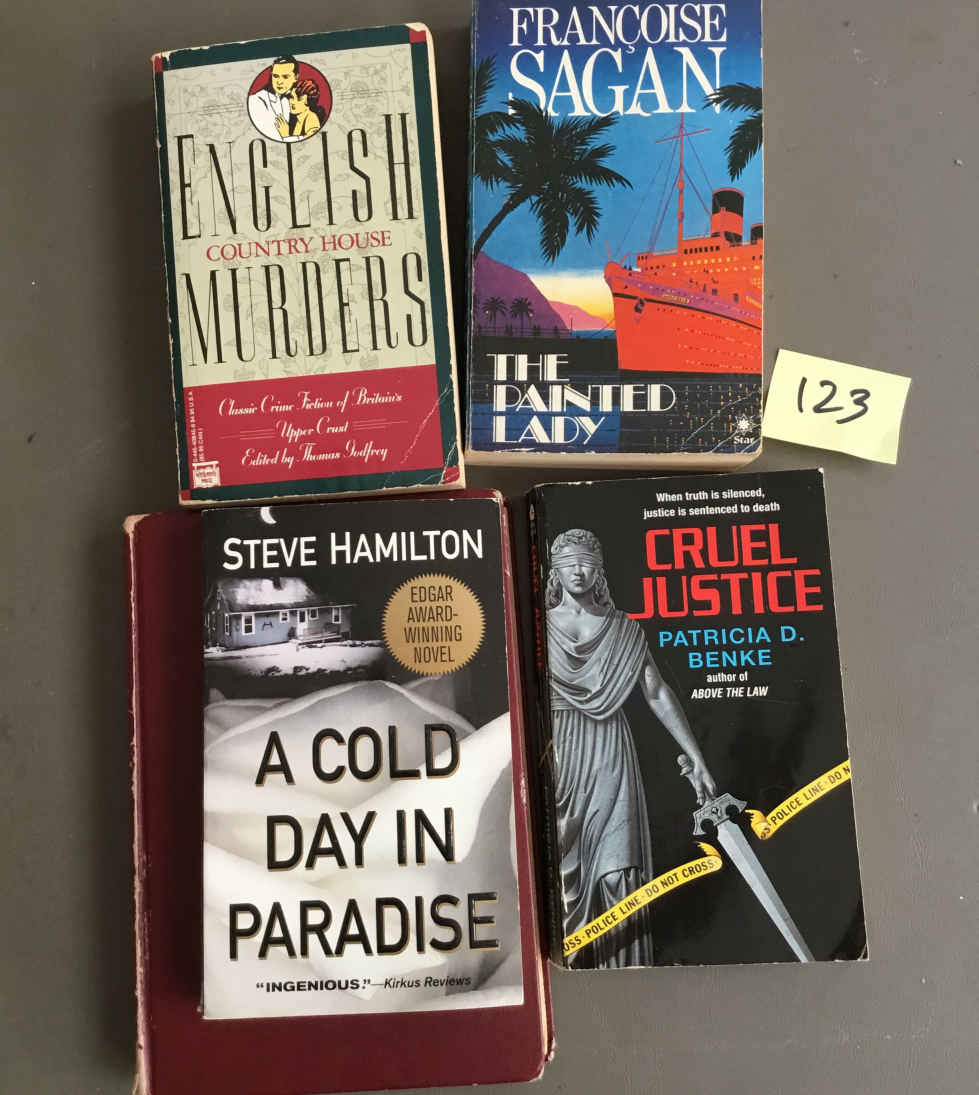 ENGLISH
COUNTRY HOUSE
MURDERS
Classic Crime Fiction of Britain's
Upper Crust
Edited by Thomas Godfrey
FRANÇOISE
SAGAN
THE
PAINTED
LADY
Star
123
STEVE HAMILTON
EDGAR
AWARD-
WINNING
NOVEL
A COLD
DAY IN
PARADISE
"INGENIOUS."—Kirkus Reviews
When truth is silenced,
justice is sentenced to death
CRUEL
JUSTICE
PATRICIA D.
BENKE
author of
ABOVE THE LAW
POLICE LINE·DO N
OSS·POLICE LINE·DO NOT CROSS·